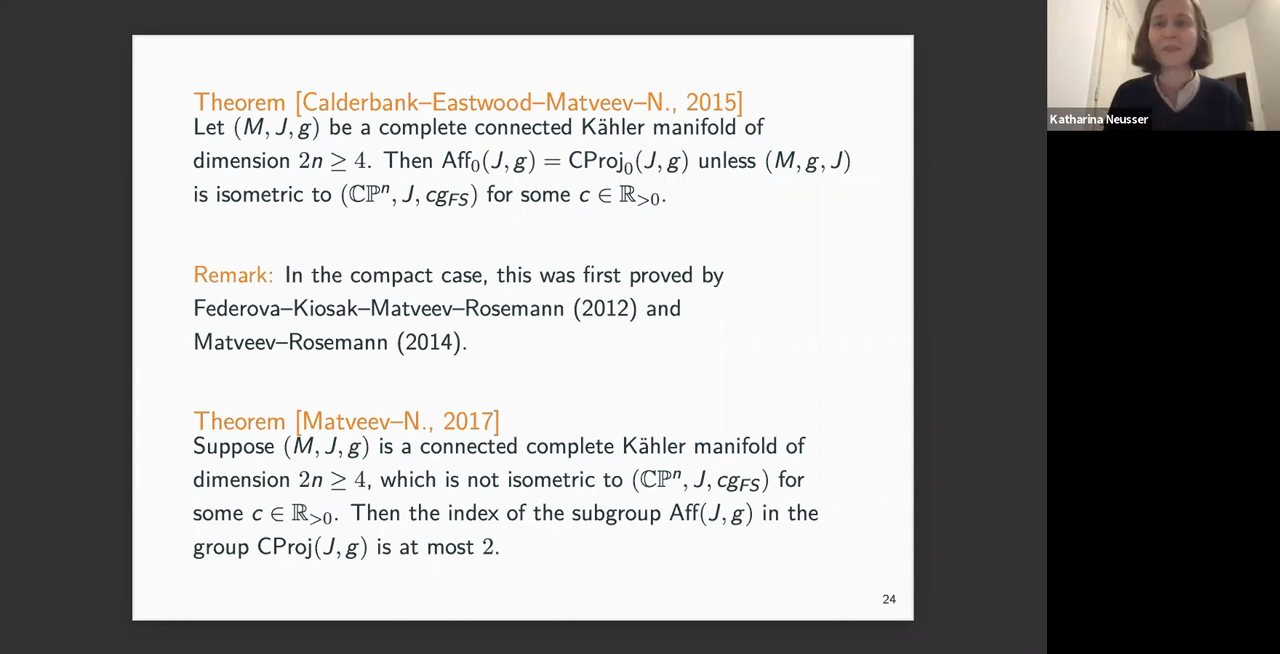 Theorem [Calderbank–Eastwood–Matveev–N., 2015]
Let (M, J, g) be a complete connected Kähler manifold of
dimension 2n ≥ 4. Then Aff₀(J, g) = CProj₀(J, g) unless (M, g, J)
is isometric to (ℂℙⁿ, J, cg_FS) for some c ∈ ℝ_{>0}.
Remark: In the compact case, this was first proved by
Federova–Kiosak–Matveev–Rosemann (2012) and
Matveev–Rosemann (2014).
Theorem [Matveev–N., 2017]
Suppose (M, J, g) is a connected complete Kähler manifold of
dimension 2n ≥ 4, which is not isometric to (ℂℙⁿ, J, cg_FS) for
some c ∈ ℝ_{>0}. Then the index of the subgroup Aff(J, g) in the
group CProj(J, g) is at most 2.
24
Katharina Neusser